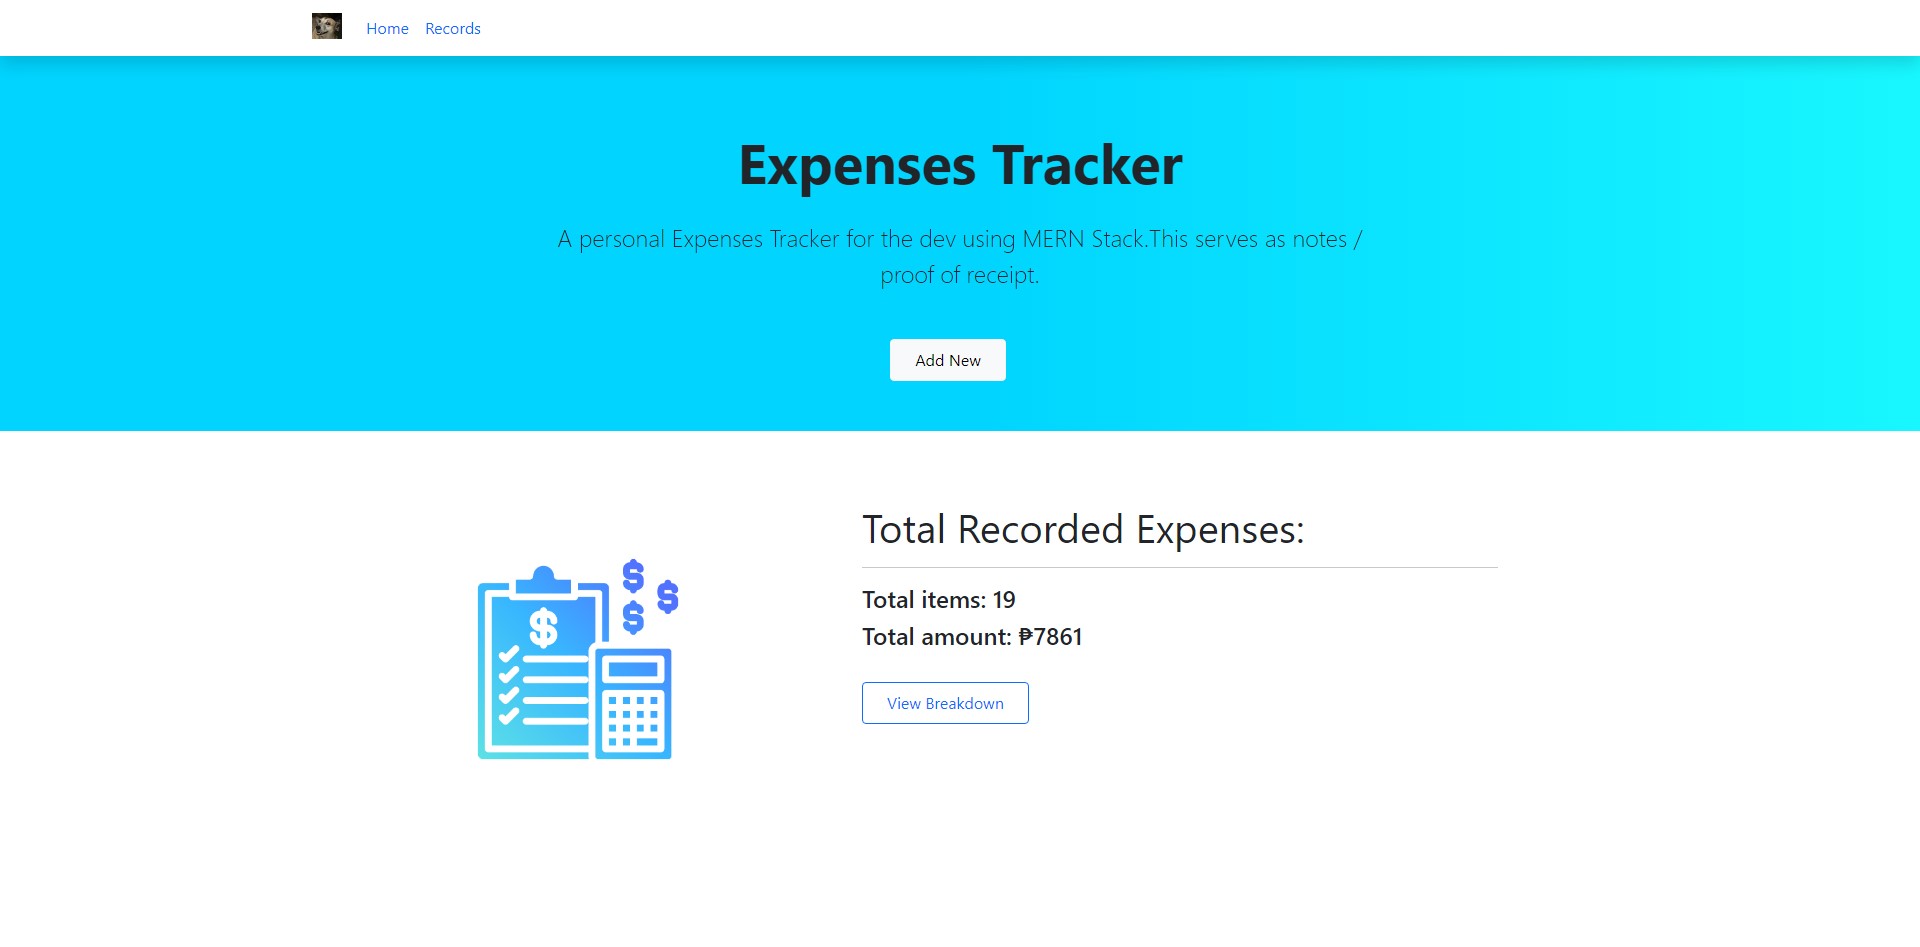 Home Records
Expenses Tracker
A personal Expenses Tracker for the dev using MERN Stack.This serves as notes /
proof of receipt.
Add New
Total Recorded Expenses:
Total items: 19
Total amount: ₱7861
View Breakdown